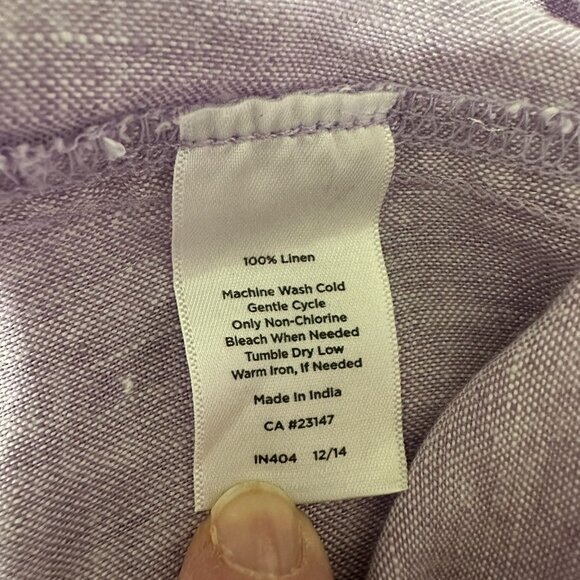 100% Linen
Machine Wash Cold
Gentle Cycle
Only Non-Chlorine
Bleach When Needed
Tumble Dry Low
Warm Iron, If Needed
Made In India
CA #23147
IN404 12/14